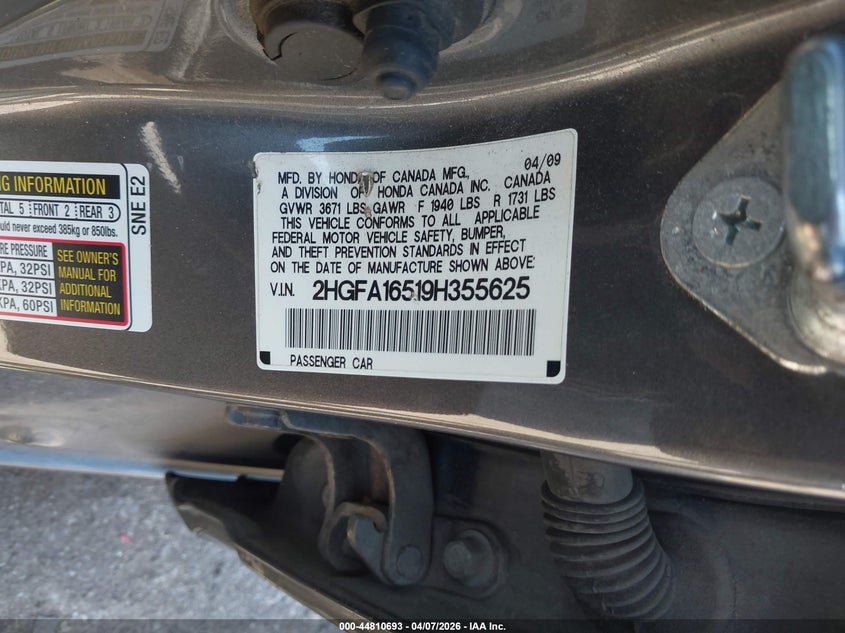 NG INFORMATION
TAL 5 FRONT 2 REAR 3
ould never exceed 385kg or 850lbs.
RE PRESSURE
KPA, 32PSI
KPA, 32PSI
KPA, 60PSI
SEE OWNER'S
MANUAL FOR
ADDITIONAL
INFORMATION
SNE E2
04/09
MFD. BY HONDA OF CANADA MFG.,
A DIVISION OF HONDA CANADA INC. CANADA
GVWR 3671 LBS GAWR F 1940 LBS R 1731 LBS
THIS VEHICLE CONFORMS TO ALL APPLICABLE
FEDERAL MOTOR VEHICLE SAFETY, BUMPER,
AND THEFT PREVENTION STANDARDS IN EFFECT
ON THE DATE OF MANUFACTURE SHOWN ABOVE:
V.I.N. 2HGFA16519H355625
PASSENGER CAR
000-44810693 - 04/07/2026 - IAA Inc.